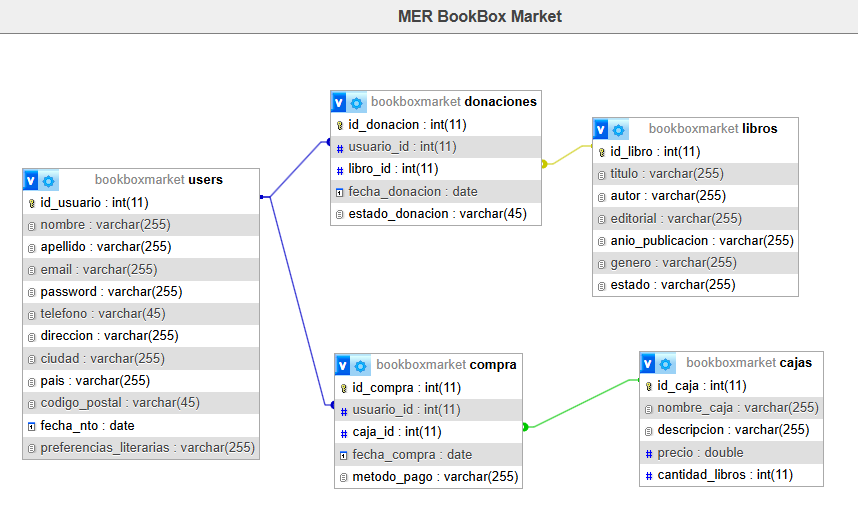 MER BookBox Market
bookboxmarket users
id_usuario : int(11)
nombre : varchar(255)
apellido : varchar(255)
email : varchar(255)
password : varchar(255)
telefono : varchar(45)
direccion : varchar(255)
ciudad : varchar(255)
pais : varchar(255)
codigo_postal : varchar(45)
fecha_nto : date
preferencias_literarias : varchar(255)
bookboxmarket donaciones
id_donacion : int(11)
usuario_id : int(11)
libro_id : int(11)
fecha_donacion : date
estado_donacion : varchar(45)
bookboxmarket libros
id_libro : int(11)
titulo : varchar(255)
autor : varchar(255)
editorial : varchar(255)
anio_publicacion : varchar(255)
genero : varchar(255)
estado : varchar(255)
bookboxmarket compra
id_compra : int(11)
usuario_id : int(11)
caja_id : int(11)
fecha_compra : date
metodo_pago : varchar(255)
bookboxmarket cajas
id_caja : int(11)
nombre_caja : varchar(255)
descripcion : varchar(255)
precio : double
cantidad_libros : int(11)